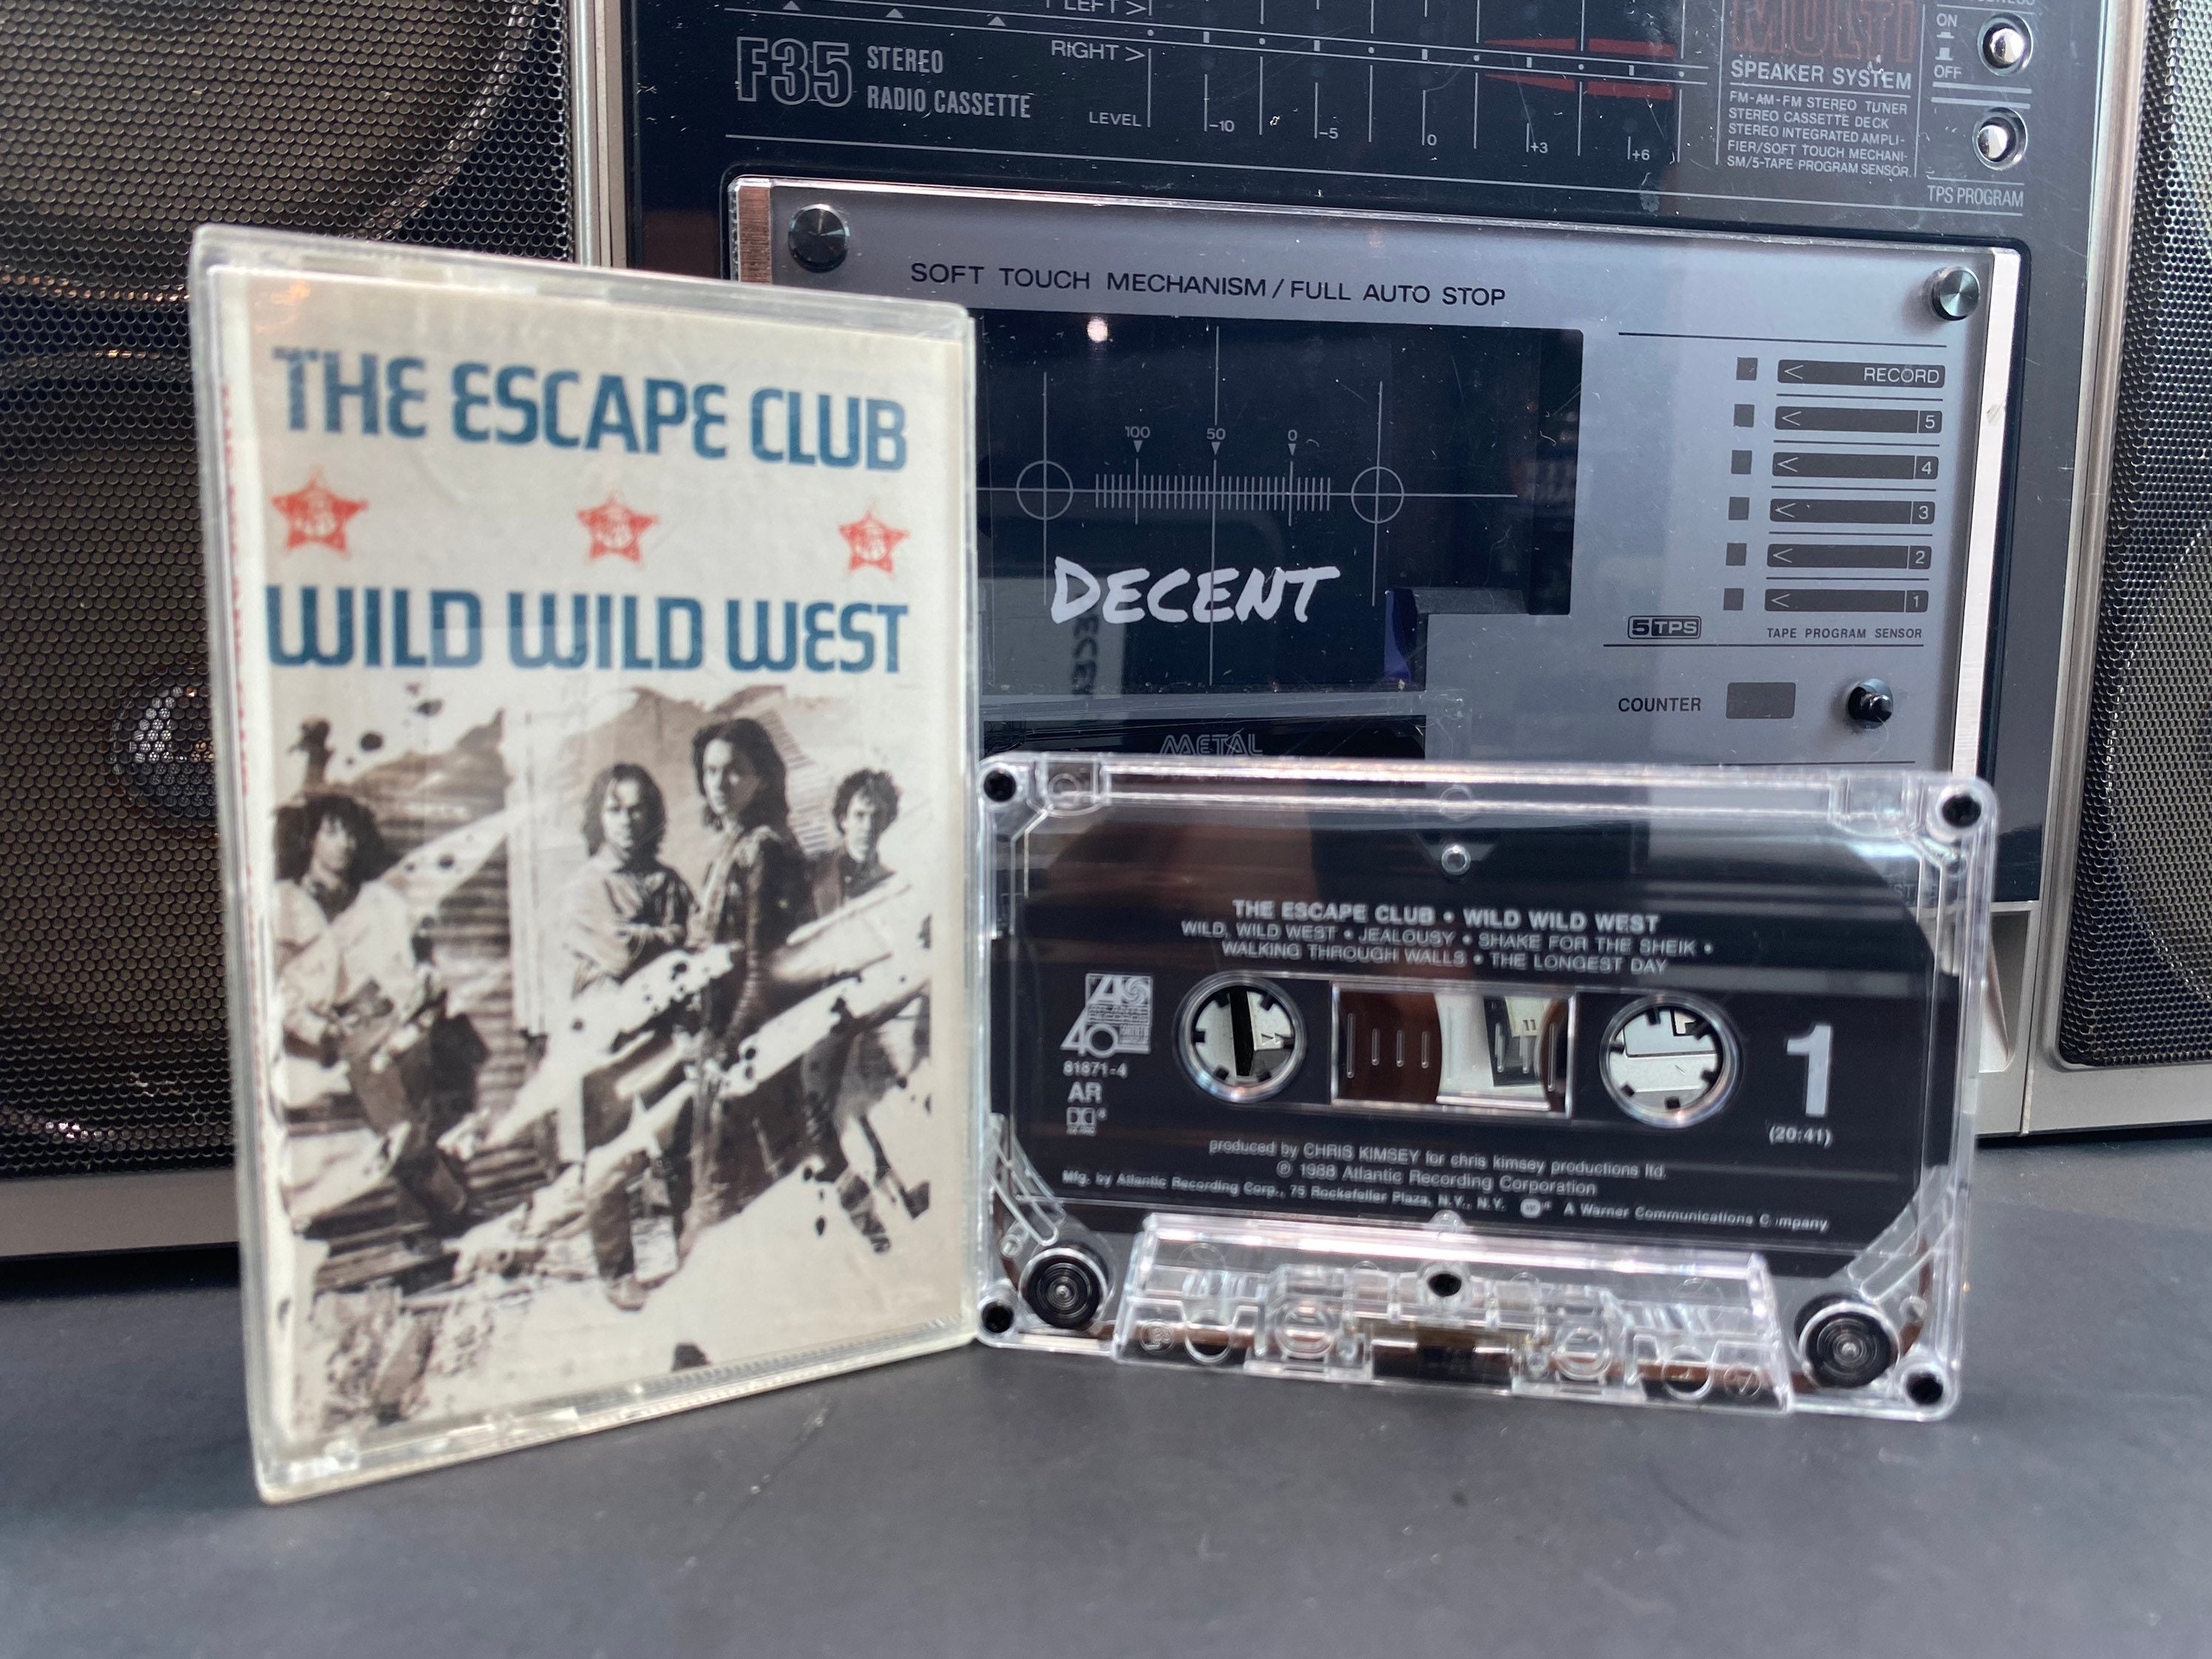 LEFT >
RIGHT >
LEVEL
-10
-5
0
+3
+6
F35 STEREO
RADIO CASSETTE
MULTI
SPEAKER SYSTEM
FM-AM-FM STEREO TUNER
STEREO CASSETTE DECK
STEREO INTEGRATED AMPLI-
FIER/SOFT TOUCH MECHANI-
SM/5-TAPE PROGRAM SENSOR.
ON
OFF
TPS PROGRAM
SOFT TOUCH MECHANISM/FULL AUTO STOP
100 50 0
DECENT
METAL
< RECORD
< 5
< 4
< 3
< 2
< 1
5 TPS
TAPE PROGRAM SENSOR
COUNTER
THE ESCAPE CLUB
WILD WILD WEST
THE ESCAPE CLUB • WILD WILD WEST
WILD, WILD WEST • JEALOUSY • SHAKE FOR THE SHEIK •
WALKING THROUGH WALLS • THE LONGEST DAY
40
81871-4
AR
11
1
(20:41)
produced by CHRIS KIMSEY for chris kimsey productions ltd.
℗ 1988 Atlantic Recording Corporation
Mfg. by Atlantic Recording Corp., 75 Rockefeller Plaza, N.Y., N.Y. A Warner Communications C mpany